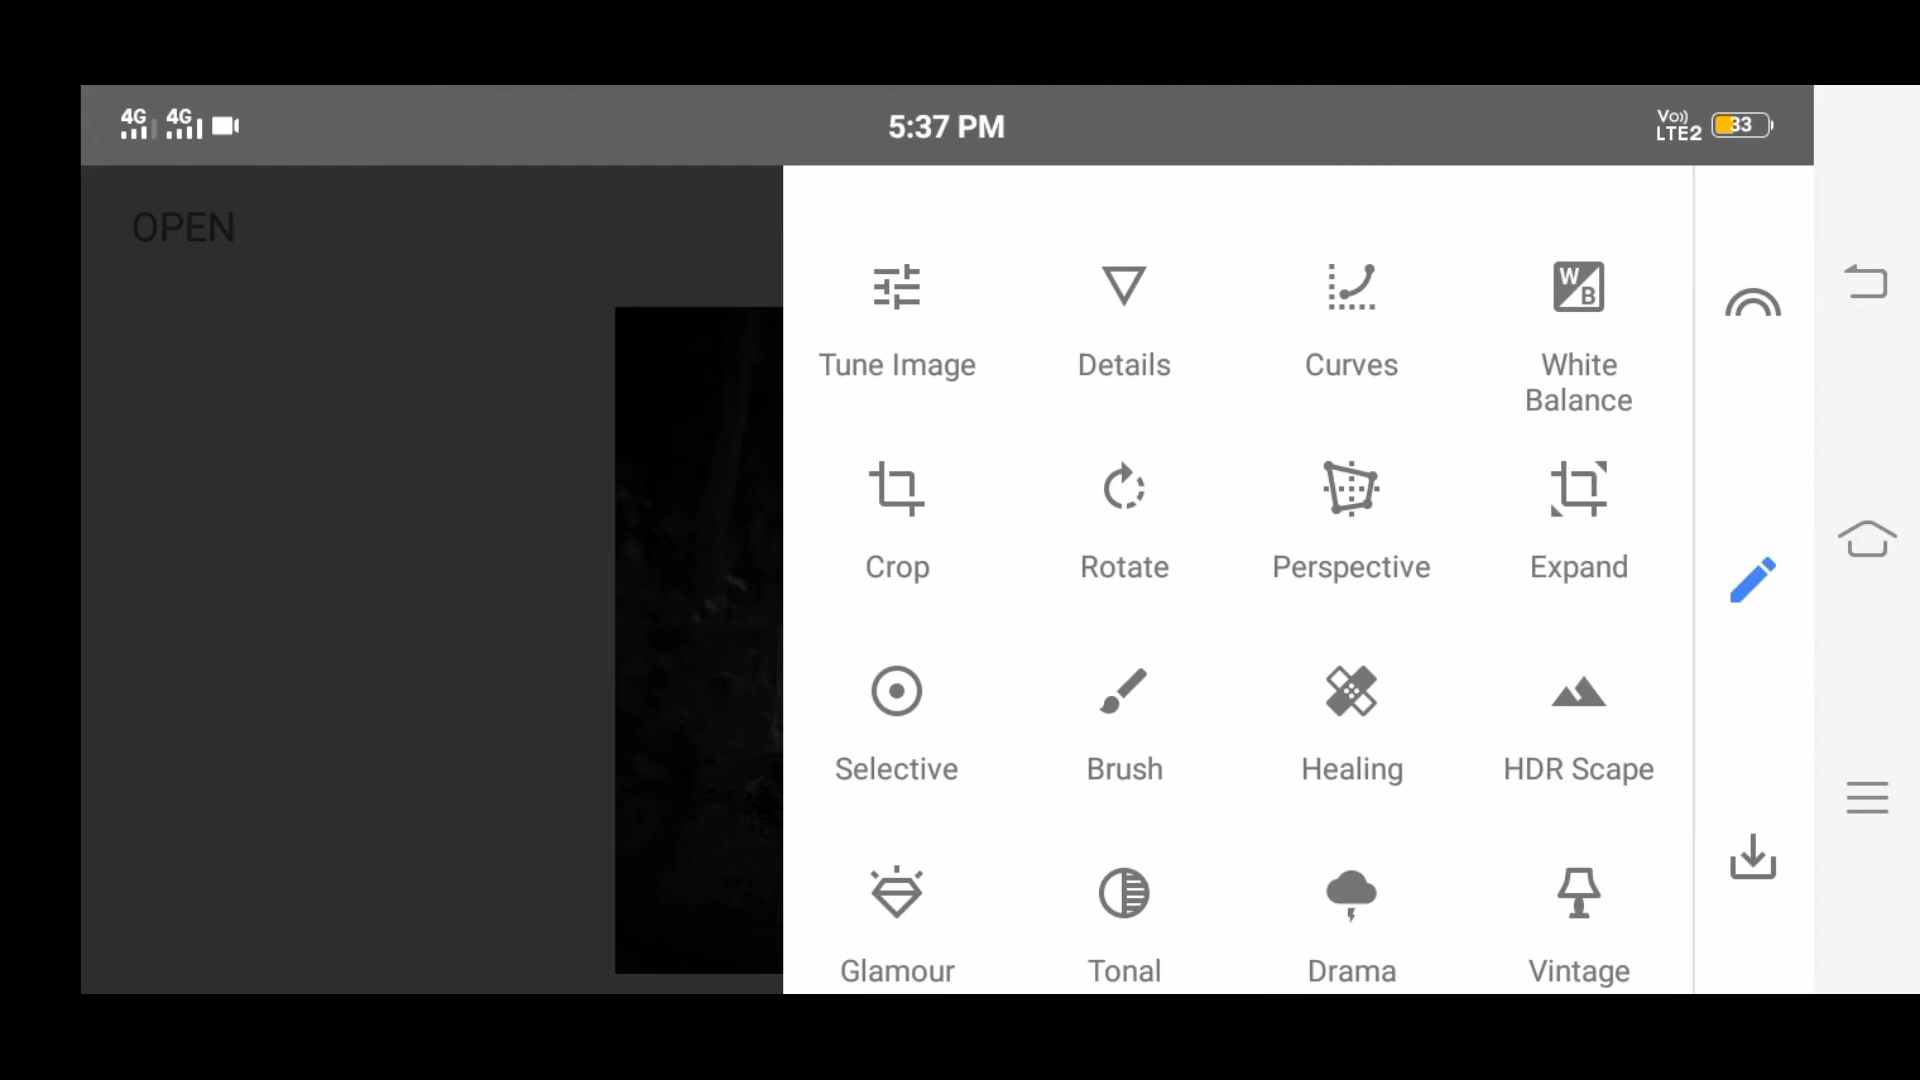 4G 4G 5:37 PM Vo)) LTE2 33
OPEN
Tune Image Details Curves White Balance
Crop Rotate Perspective Expand
Selective Brush Healing HDR Scape
Glamour Tonal Drama Vintage